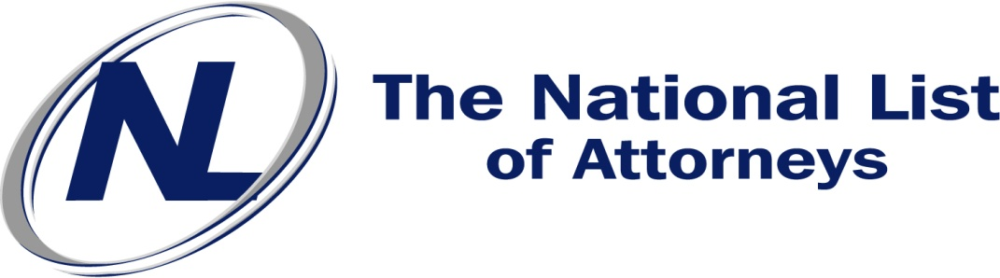 NL
The National List
of Attorneys